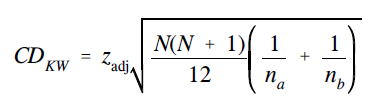 CD_KW = z_adj √( N(N + 1)/12 ( 1/n_a + 1/n_b ) )